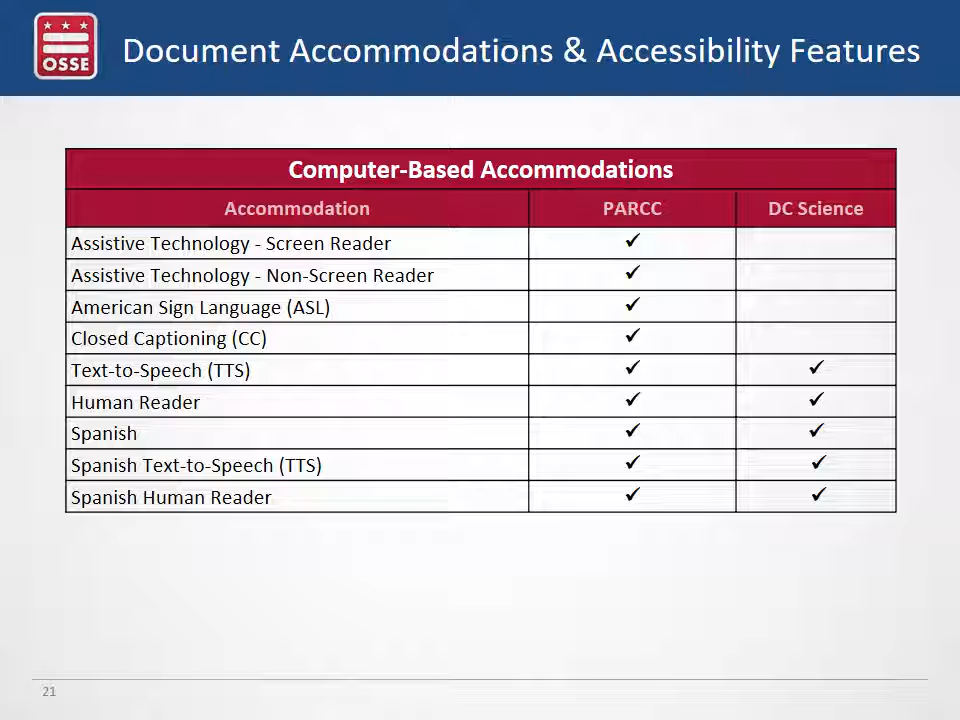 OSSE
Document Accommodations & Accessibility Features
Computer-Based Accommodations
Accommodation PARCC DC Science
Assistive Technology - Screen Reader ✓
Assistive Technology - Non-Screen Reader ✓
American Sign Language (ASL) ✓
Closed Captioning (CC) ✓
Text-to-Speech (TTS) ✓ ✓
Human Reader ✓ ✓
Spanish ✓ ✓
Spanish Text-to-Speech (TTS) ✓ ✓
Spanish Human Reader ✓ ✓
21